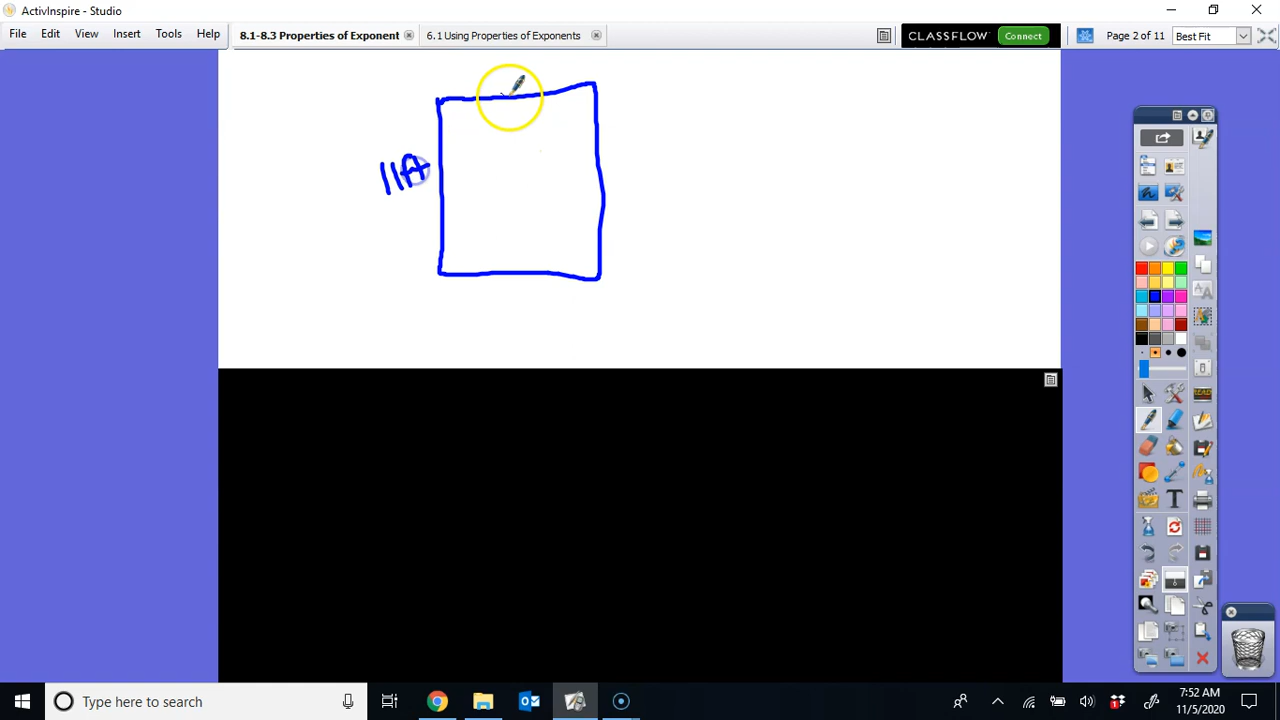 ActivInspire - Studio
File Edit View Insert Tools Help
8.1-8.3 Properties of Exponent
6.1 Using Properties of Exponents
CLASSFLOW Connect
Page 2 of 11
Best Fit
11ft
Type here to search
7:52 AM
11/5/2020